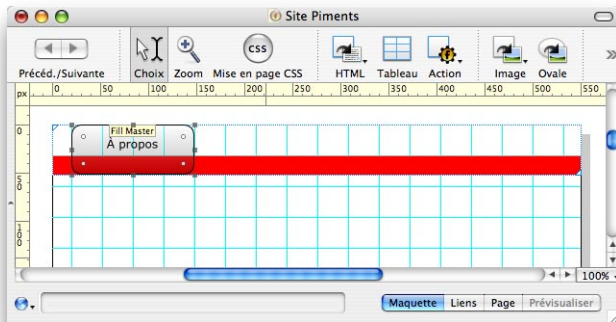 Site Piments
css
Précéd./Suivante Choix Zoom Mise en page CSS HTML Tableau Action Image Ovale
px 0 50 100 150 200 250 300 350 400 450 500 550
0
Fill Master
À propos
50
100
100%
Maquette Liens Page Prévisualiser